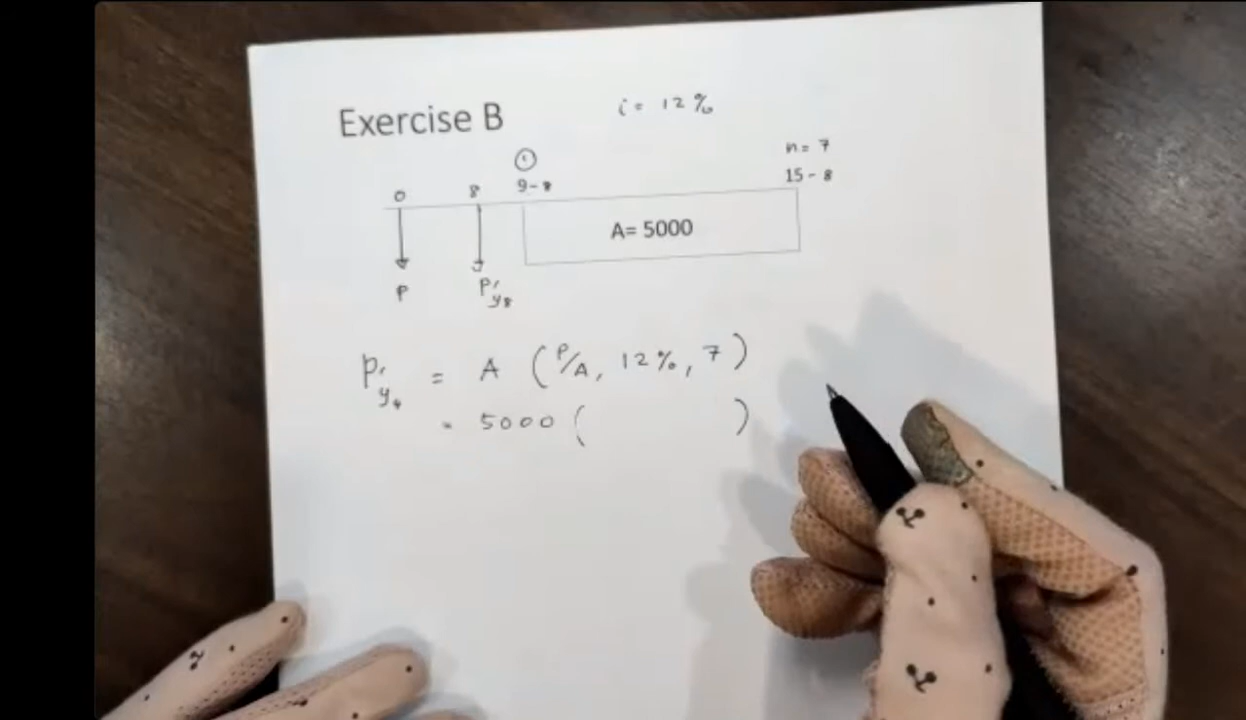 Exercise B
i = 12%
①
n = 7
0
8
9-8
15-8
A= 5000
P
P'y8
P'y8 = A (P/A, 12%, 7)
= 5000 ( )